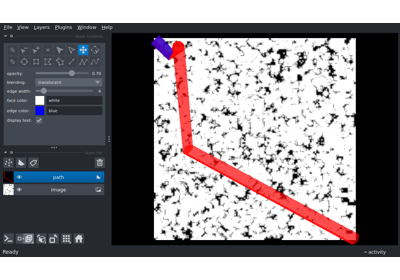 File View Layers Plugins Window Help
opacity: 0.70
blending: translucent
edge width:
face color: white
edge color: blue
display text:
path
Image
activity